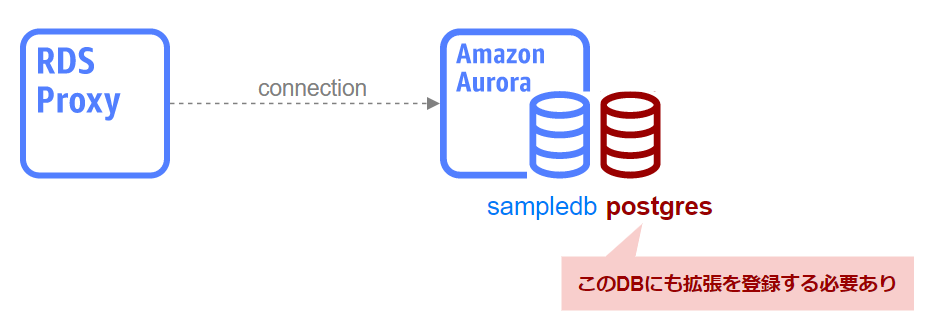 RDS
Proxy
connection
Amazon
Aurora
sampledb postgres
このDBにも拡張を登録する必要あり